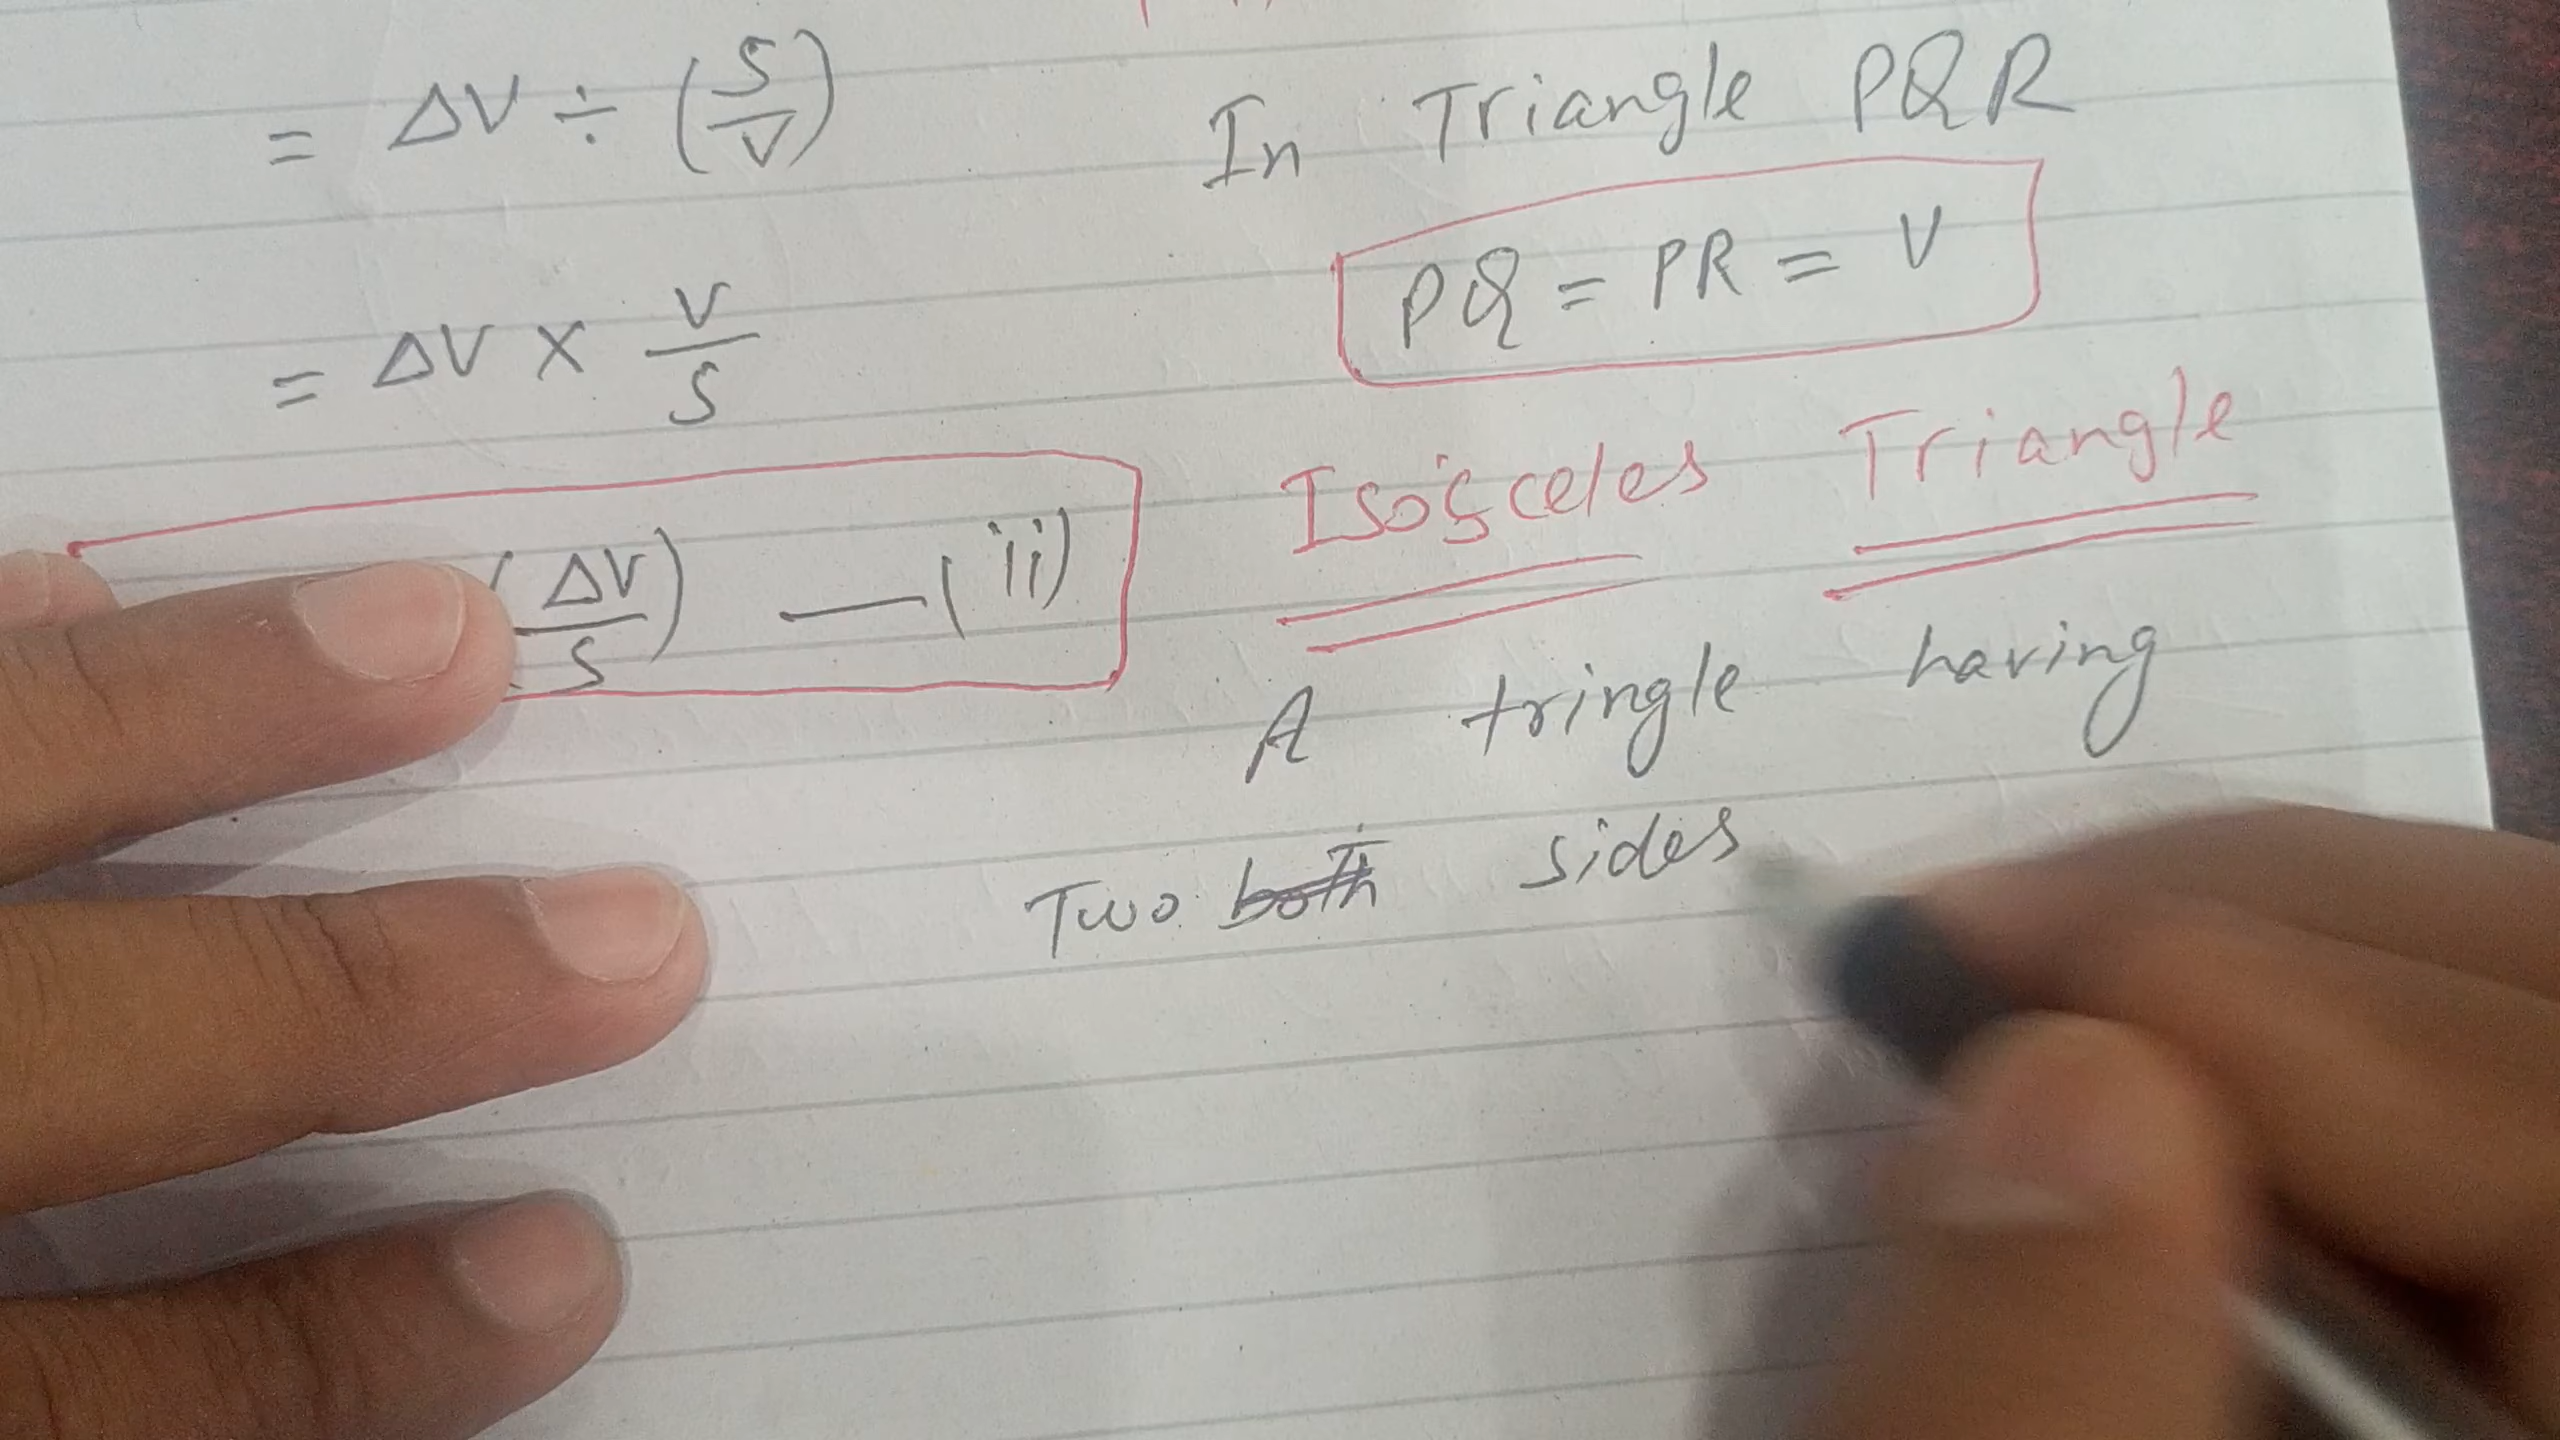 = ΔV ÷ (S/V)
= ΔV × V/S
(ΔV/S) — (ii)
In Triangle PQR
PQ = PR = V
Isosceles Triangle
A tringle having
Two both sides